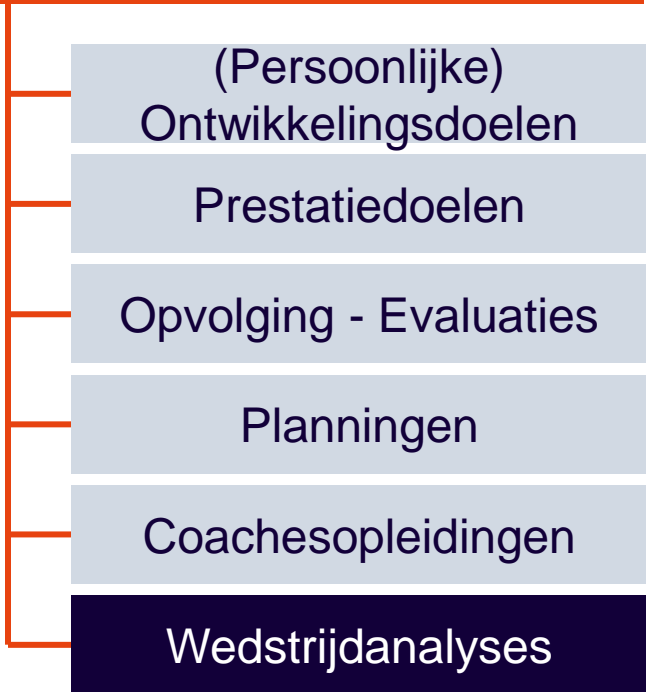 (Persoonlijke)
Ontwikkelingsdoelen
Prestatiedoelen
Opvolging - Evaluaties
Planningen
Coachesopleidingen
Wedstrijdanalyses